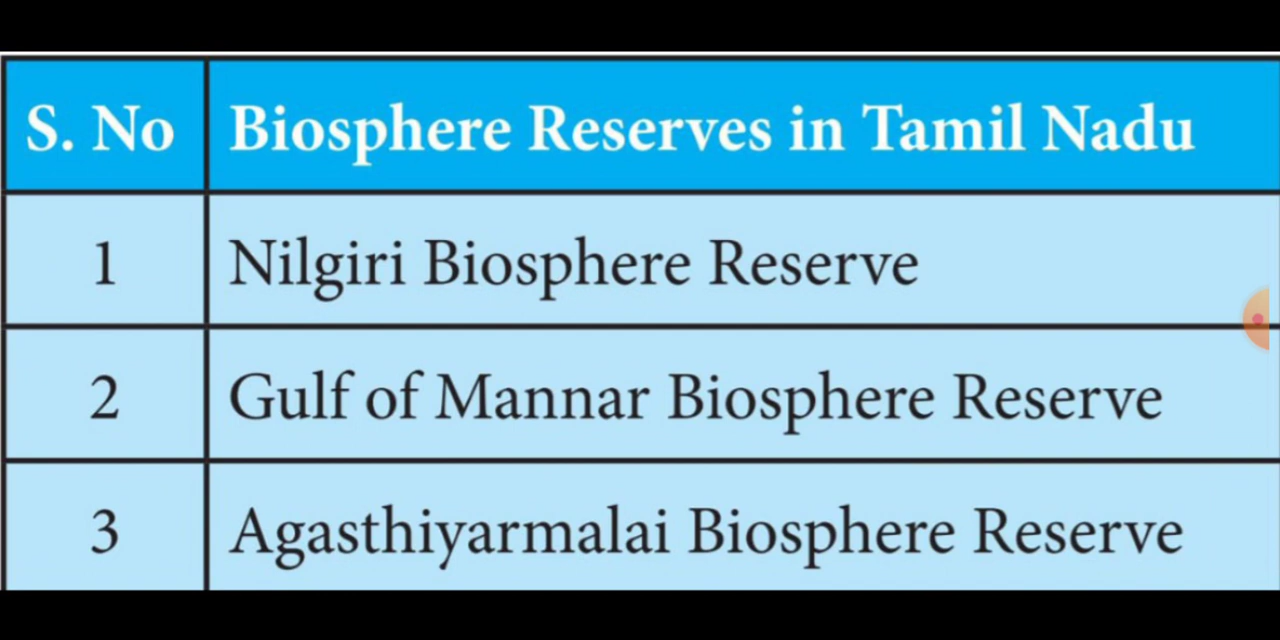 S. No Biosphere Reserves in Tamil Nadu
1 Nilgiri Biosphere Reserve
2 Gulf of Mannar Biosphere Reserve
3 Agasthiyarmalai Biosphere Reserve